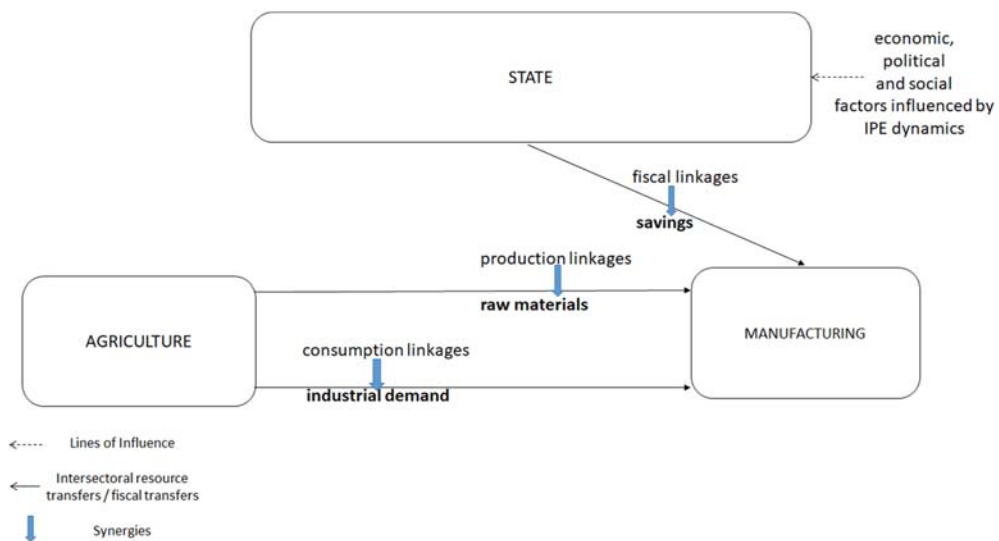 STATE
economic,
political
and social
factors influenced by
IPE dynamics
fiscal linkages
savings
production linkages
raw materials
AGRICULTURE
MANUFACTURING
consumption linkages
industrial demand
Lines of Influence
Intersectoral resource
transfers / fiscal transfers
Synergies